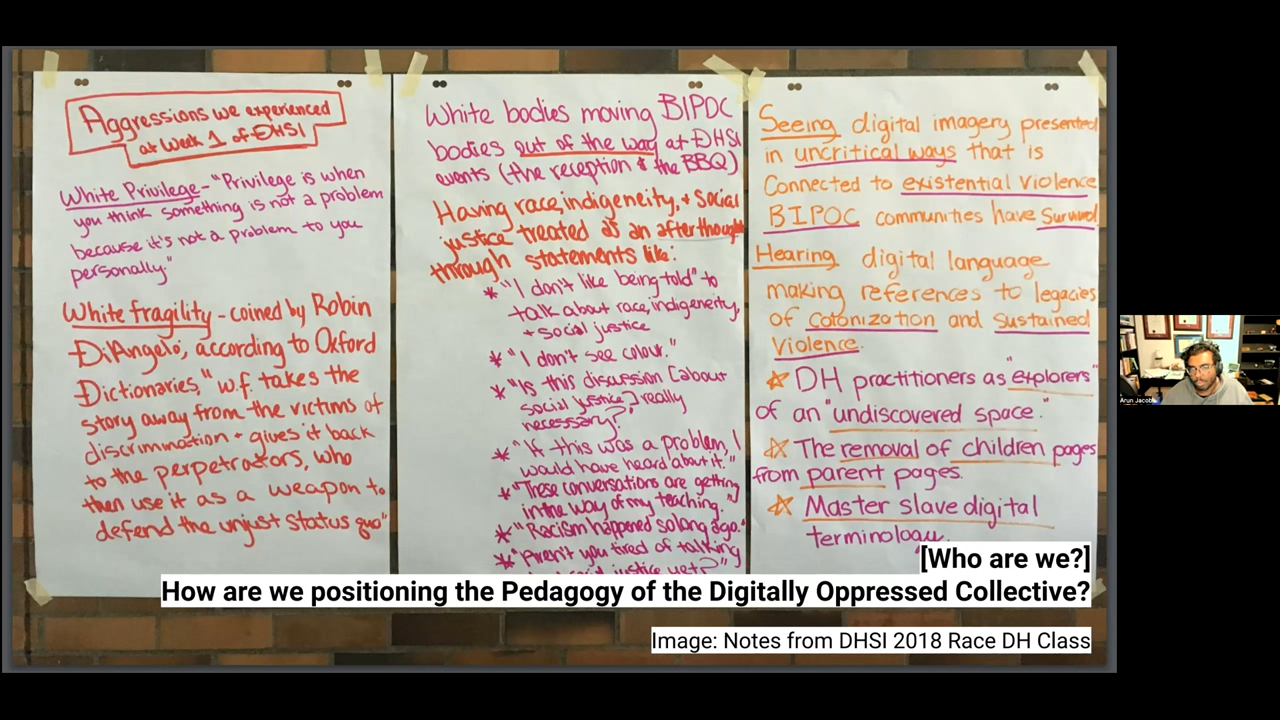 Aggressions we experienced
at Week 1 of DHSI
White Privilege - "Privilege is when
you think something is not a problem
because it's not a problem to you
personally."
White fragility - coined by Robin
DiAngelo, according to Oxford
Dictionaries, "w.f. takes the
story away from the victims of
discrimination + gives it back
to the perpetrators, who
then use it as a weapon to
defend the unjust status quo"
White bodies moving BIPOC
bodies out of the way at DHSI
events (the reception & the BBQ)
Having race, indigeneity, + social
justice treated as an afterthought
through statements like:
* "I don't like being told" to
talk about race, indigeneity,
+ social justice
* "I don't see colour."
* "Is this discussion [about
social justice] really
necessary?"
* "If this was a problem, I
would have heard about it."
* "These conversations are getting
in the way of my teaching."
* "Racism happened so long ago."
* "Aren't you tired of talking
social justice yet?"
Seeing digital imagery presented
in uncritical ways that is
Connected to existential violence
BIPOC communities have survived
Hearing digital language
making references to legacies
of Colonization and Sustained
Violence.
☆ DH practitioners as "explorers"
of an "undiscovered space."
☆ The removal of children pages
from parent pages.
☆ Master slave digital
terminology.
[Who are we?]
How are we positioning the Pedagogy of the Digitally Oppressed Collective?
Image: Notes from DHSI 2018 Race DH Class
Arun Jacob